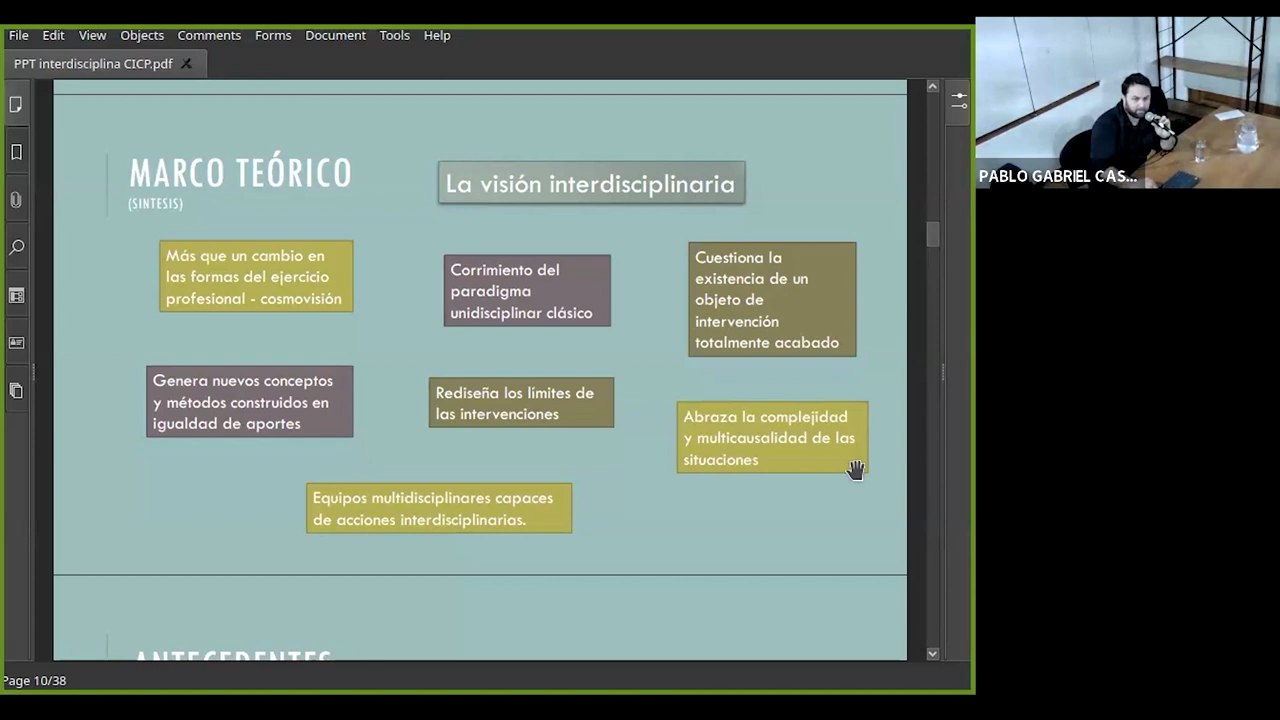 File Edit View Objects Comments Forms Document Tools Help
PPT interdisciplina CICP.pdf
MARCO TEÓRICO
(SINTESIS)
La visión interdisciplinaria
Más que un cambio en
las formas del ejercicio
profesional - cosmovisión
Corrimiento del
paradigma
unidisciplinar clásico
Cuestiona la
existencia de un
objeto de
intervención
totalmente acabado
Genera nuevos conceptos
y métodos construidos en
igualdad de aportes
Rediseña los límites de
las intervenciones
Abraza la complejidad
y multicausalidad de las
situaciones
Equipos multidisciplinares capaces
de acciones interdisciplinarias.
ANTECEDENTES
Page 10/38
PABLO GABRIEL CAS...